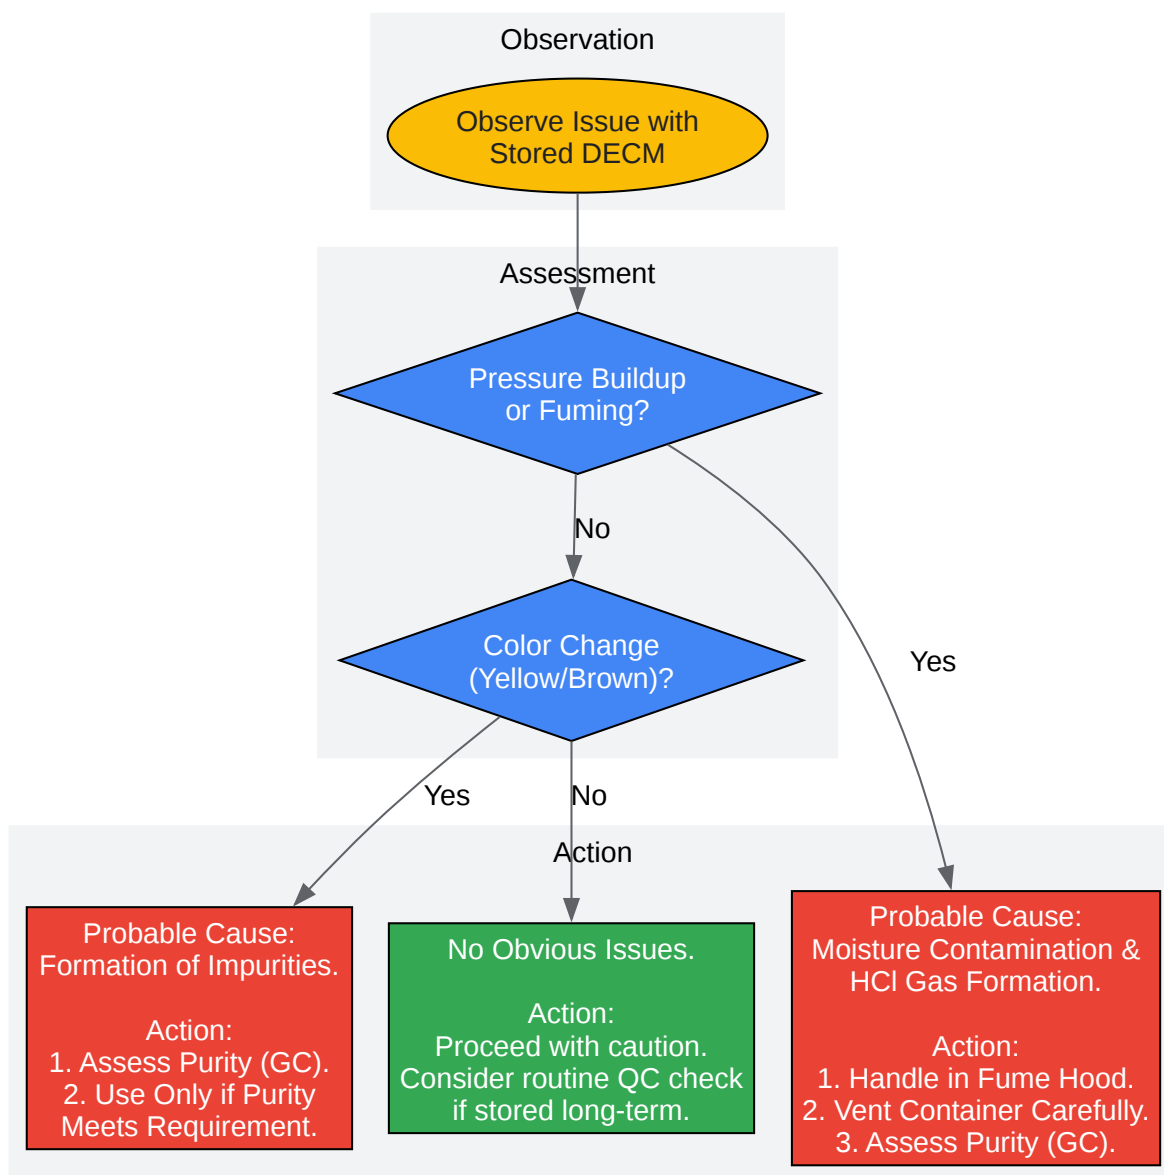 Observation
Observe Issue with
Stored DECM
Assessment
Pressure Buildup
or Fuming?
No
Color Change
(Yellow/Brown)?
Yes
Yes
No
Action
Probable Cause:
Formation of Impurities.
Action:
1. Assess Purity (GC).
2. Use Only if Purity
Meets Requirement.
No Obvious Issues.
Action:
Proceed with caution.
Consider routine QC check
if stored long-term.
Probable Cause:
Moisture Contamination &
HCl Gas Formation.
Action:
1. Handle in Fume Hood.
2. Vent Container Carefully.
3. Assess Purity (GC).